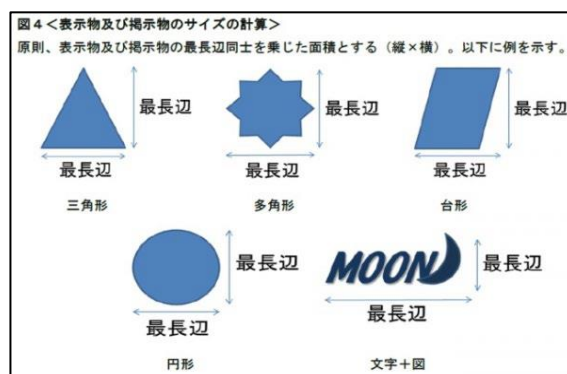 図4<表示物及び掲示物のサイズの計算>
原則、表示物及び掲示物の最長辺同士を乗じた面積とする（縦×横）。以下に例を示す。
最長辺
最長辺
最長辺
最長辺
最長辺
最長辺
三角形
多角形
台形
最長辺
MOON
最長辺
最長辺
最長辺
円形
文字＋図